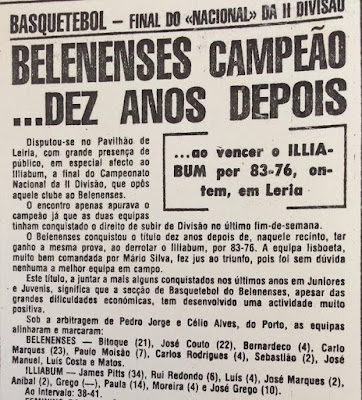 BASQUETEBOL — FINAL DO «NACIONAL» DA II DIVISÃO
BELENENSES CAMPEÃO
...DEZ ANOS DEPOIS
Disputou-se no Pavilhão de
Leiria, com grande presença de
público, em especial afecto ao
Illiabum, a final do Campeonato
Nacional da II Divisão, que opôs
aquele clube ao Belenenses.
...ao vencer o ILLIA-
BUM por 83-76, on-
tem, em Leria
O encontro apenas apurava o
campeão já que as duas equipas
tinham conquistado o direito de subir de Divisão no último fim-de-semana.
O Belenenses conquistou o título dez anos depois de, naquele recinto, ter
ganho a mesma prova, ao derrotar o Illiabum, por 83-76. A equipa lisboeta,
muito bem comandada por Mário Silva, fez jus ao triunfo, pois foi sem dúvida
nenhuma a melhor equipa em campo.
Este título, a juntar a mais alguns conquistados nos últimos anos em Juniores
e Juvenis, significa que a secção de Basquetebol do Belenenses, apesar das
grandes dificuldades económicas, tem desenvolvido uma actividade muito
positiva.
Sob a arbitragem de Pedro Jorge e Célio Alves, do Porto, as equipas
alinharam e marcaram:
BELENENSES — Bitoque (21), José Couto (22), Bornardeco (4), Carlo
Marques (23), Paulo Moisão (7), Carlos Rodrigues (4), Sebastião (2), José
Manuel, Luís Costa e Matos.
ILLIABUM — James Pitts (34), Rui Redondo (6), Luís (4), José Marques (2),
Aníbal (2), Grego (—), Paula (14), Moreira (4) e José Grego (10).
Ao intervalo: 38-41.